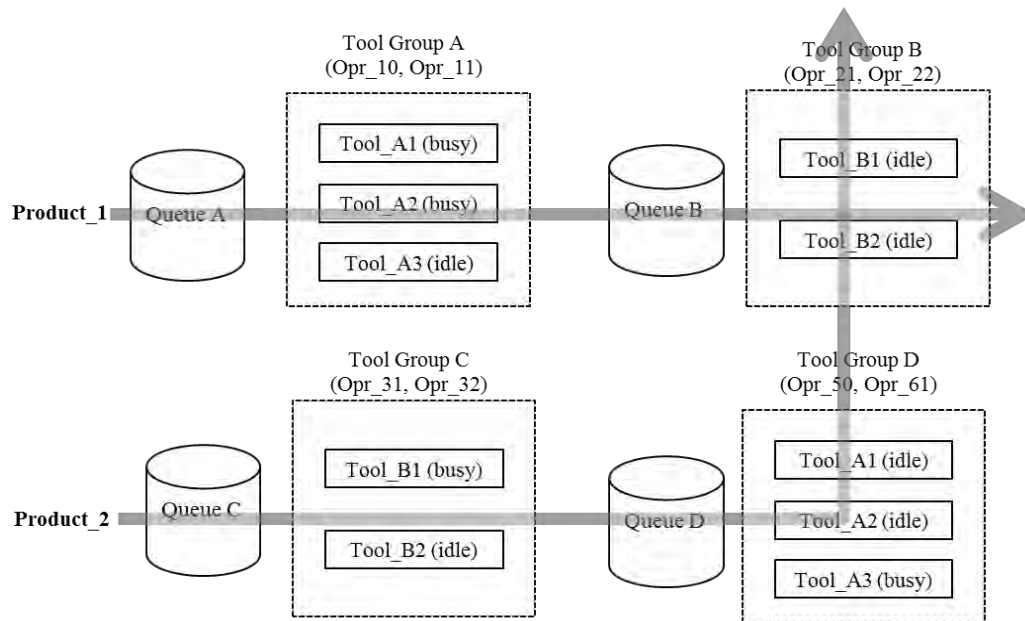 Tool Group A
(Opr_10, Opr_11)
Tool_A1 (busy)
Tool_A2 (busy)
Tool_A3 (idle)
Product_1
Queue A
Queue B
Tool Group B
(Opr_21, Opr_22)
Tool_B1 (idle)
Tool_B2 (idle)
Tool Group C
(Opr_31, Opr_32)
Tool_B1 (busy)
Tool_B2 (idle)
Product_2
Queue C
Queue D
Tool Group D
(Opr_50, Opr_61)
Tool_A1 (idle)
Tool_A2 (idle)
Tool_A3 (busy)